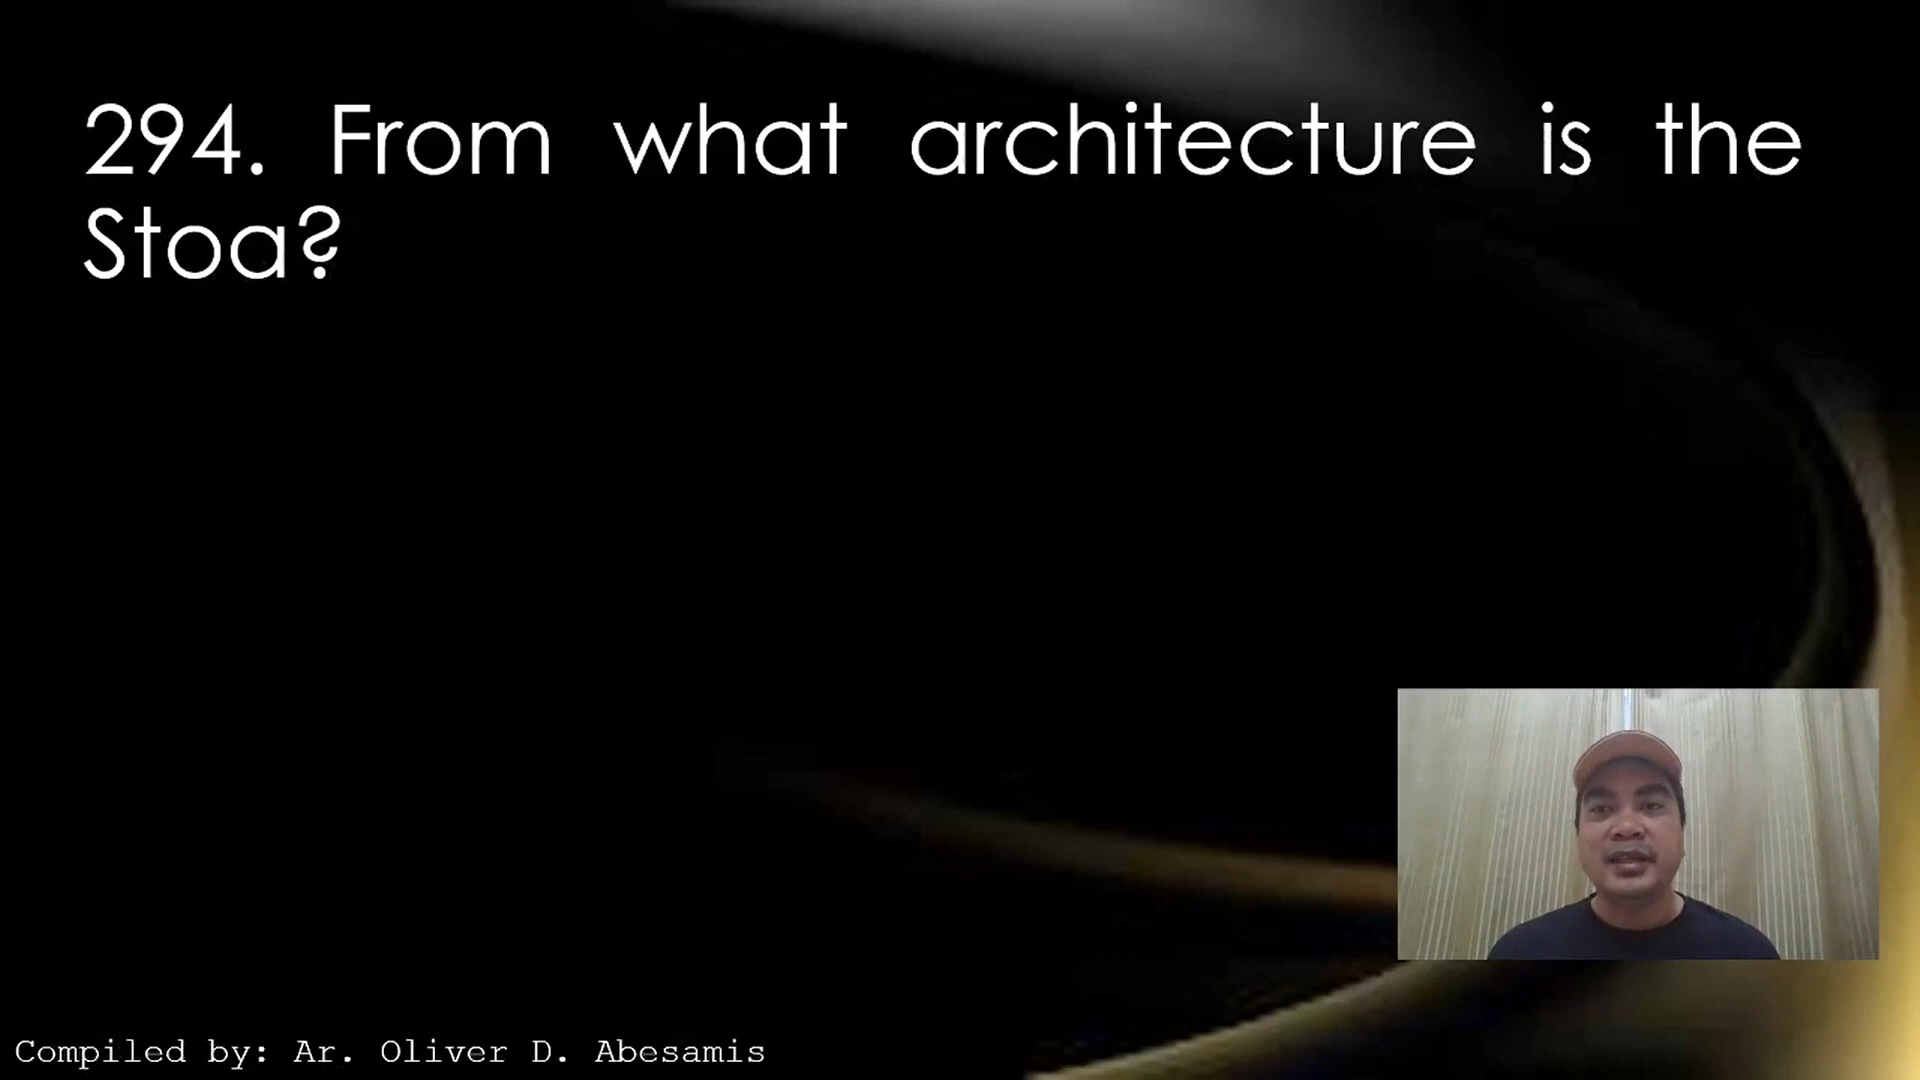 294. From what architecture is the
Stoa?
Compiled by: Ar. Oliver D. Abesamis